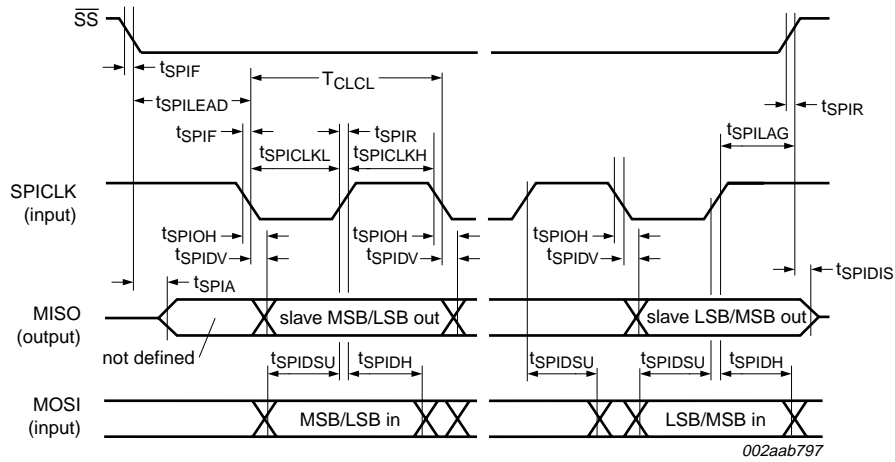 SS
tSPIF
TCLCL
tSPILEAD
tSPIR
tSPIF
tSPIR
tSPILAG
tSPICLKL
tSPICLKH
SPICLK
(input)
tSPIOH
tSPIOH
tSPIOH
tSPIDV
tSPIDV
tSPIDV
tSPIA
tSPIDIS
MISO
(output)
slave MSB/LSB out
slave LSB/MSB out
not defined
tSPIDSU
tSPIDH
tSPIDSU
tSPIDSU
tSPIDH
MOSI
(input)
MSB/LSB in
LSB/MSB in
002aab797